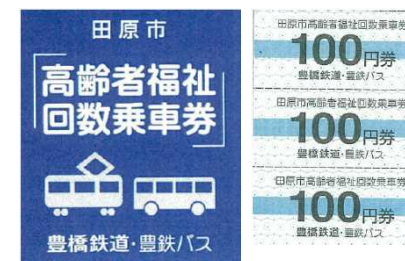 田原市
高齢者福祉
回数乗車券
豊橋鉄道・豊鉄バス
田原市高齢者福祉回数乗車券
100円券
豊橋鉄道・豊鉄バス
田原市高齢者福祉回数乗車券
100円券
豊橋鉄道・豊鉄バス
田原市高齢者福祉回数乗車券
100円券
豊橋鉄道・豊鉄バス